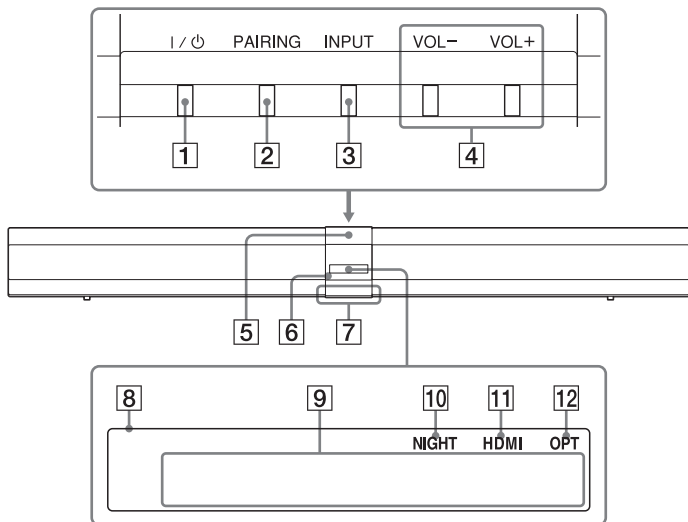 I / ⏻ PAIRING INPUT VOL− VOL+
1 2 3 4
5 6 7
8 9 10 11 12
NIGHT HDMI OPT